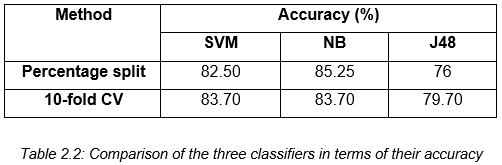 Method Accuracy (%)
SVM NB J48
Percentage split 82.50 85.25 76
10-fold CV 83.70 83.70 79.70
Table 2.2: Comparison of the three classifiers in terms of their accuracy